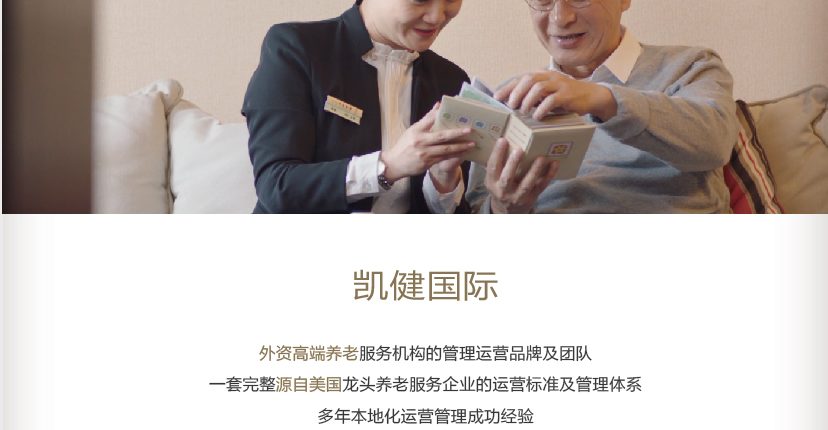 凯健国际
外资高端养老服务机构的管理运营品牌及团队
一套完整源自美国龙头养老服务企业的运营标准及管理体系
多年本地化运营管理成功经验